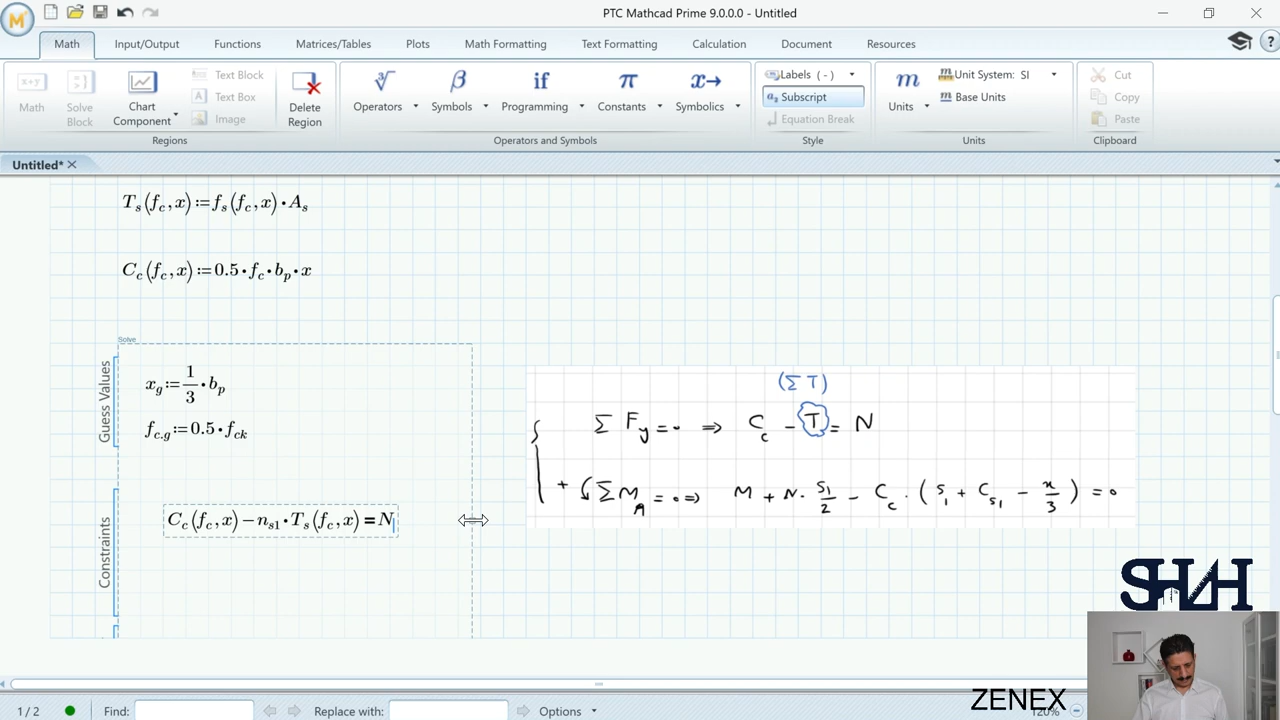 PTC Mathcad Prime 9.0.0.0 - Untitled
Math Input/Output Functions Matrices/Tables Plots Math Formatting Text Formatting Calculation Document Resources
Math
Solve Block
Chart Component
Text Block
Text Box
Image
Delete Region
Operators
Symbols
if
Programming
π
Constants
Symbolics
Labels ( - )
Subscript
Equation Break
Units
Unit System: SI
Base Units
Cut
Copy
Paste
Regions Operators and Symbols Style Units Clipboard
Untitled*
T_s(f_c,x):=f_s(f_c,x)·A_s
C_c(f_c,x):=0.5·f_c·b_p·x
Solve
Guess Values
x_g:=1/3·b_p
f_c.g:=0.5·f_ck
Constraints
C_c(f_c,x)−n_s1·T_s(f_c,x)=N
(Σ T)
Σ F_y = 0 ⇒ C_c - T = N
+ Σ M_A = 0 ⇒ M + N · S_1/2 - C_c · (S_1 + C_s1 - x/3) = 0
SHZH
ZENEX
1 / 2 Find: Replace with: Options 120%